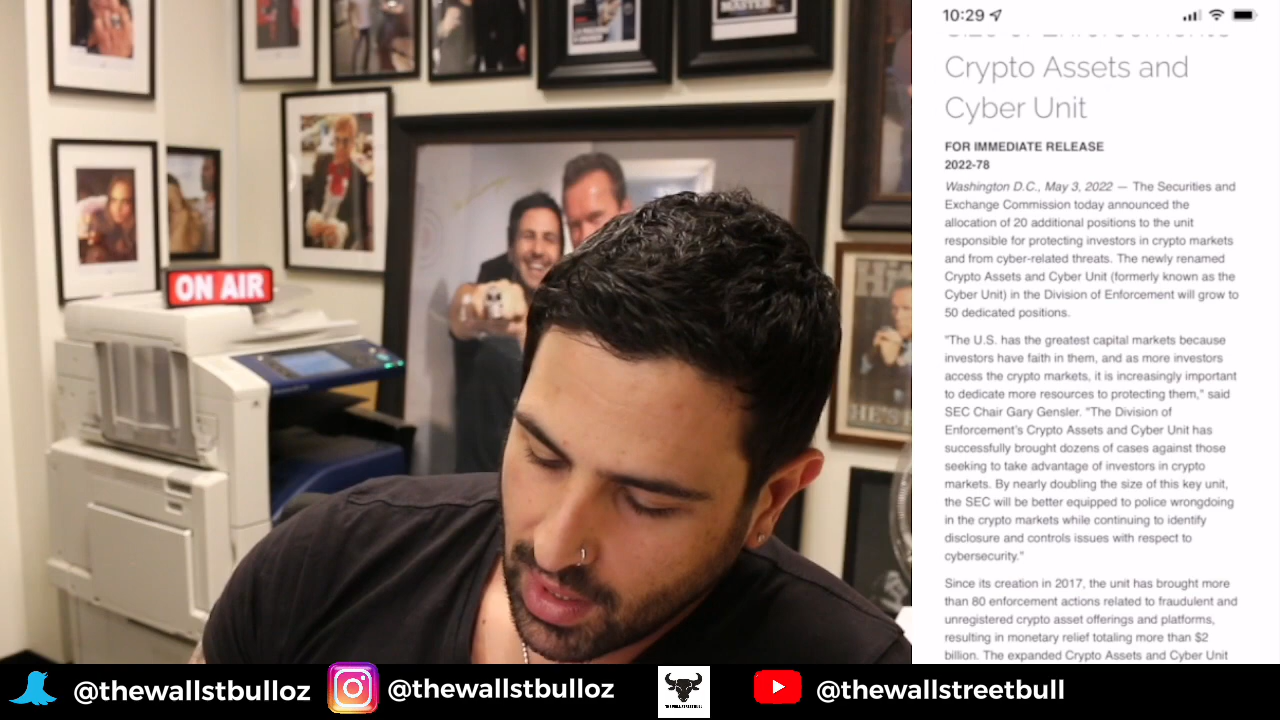 MASTER
ON AIR
HE'S
10:29
Crypto Assets and
Cyber Unit
FOR IMMEDIATE RELEASE
2022-78
Washington D.C., May 3, 2022 — The Securities and
Exchange Commission today announced the
allocation of 20 additional positions to the unit
responsible for protecting investors in crypto markets
and from cyber-related threats. The newly renamed
Crypto Assets and Cyber Unit (formerly known as the
Cyber Unit) in the Division of Enforcement will grow to
50 dedicated positions.
"The U.S. has the greatest capital markets because
investors have faith in them, and as more investors
access the crypto markets, it is increasingly important
to dedicate more resources to protecting them," said
SEC Chair Gary Gensler. "The Division of
Enforcement's Crypto Assets and Cyber Unit has
successfully brought dozens of cases against those
seeking to take advantage of investors in crypto
markets. By nearly doubling the size of this key unit,
the SEC will be better equipped to police wrongdoing
in the crypto markets while continuing to identify
disclosure and controls issues with respect to
cybersecurity."
Since its creation in 2017, the unit has brought more
than 80 enforcement actions related to fraudulent and
unregistered crypto asset offerings and platforms,
resulting in monetary relief totaling more than $2
billion. The expanded Crypto Assets and Cyber Unit
@thewallstbulloz
@thewallstbulloz
THE WALL STREET BULL
@thewallstreetbull